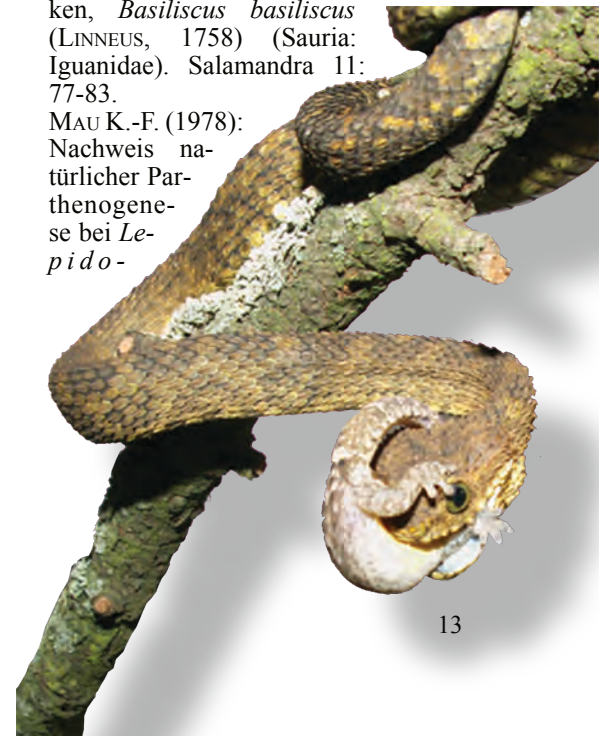 ken, Basiliscus basiliscus
(LINNEUS, 1758) (Sauria:
Iguanidae). Salamandra 11:
77-83.
MAU K.-F. (1978):
Nachweis na-
türlicher Par-
thenogene-
se bei Le-
pido-
13